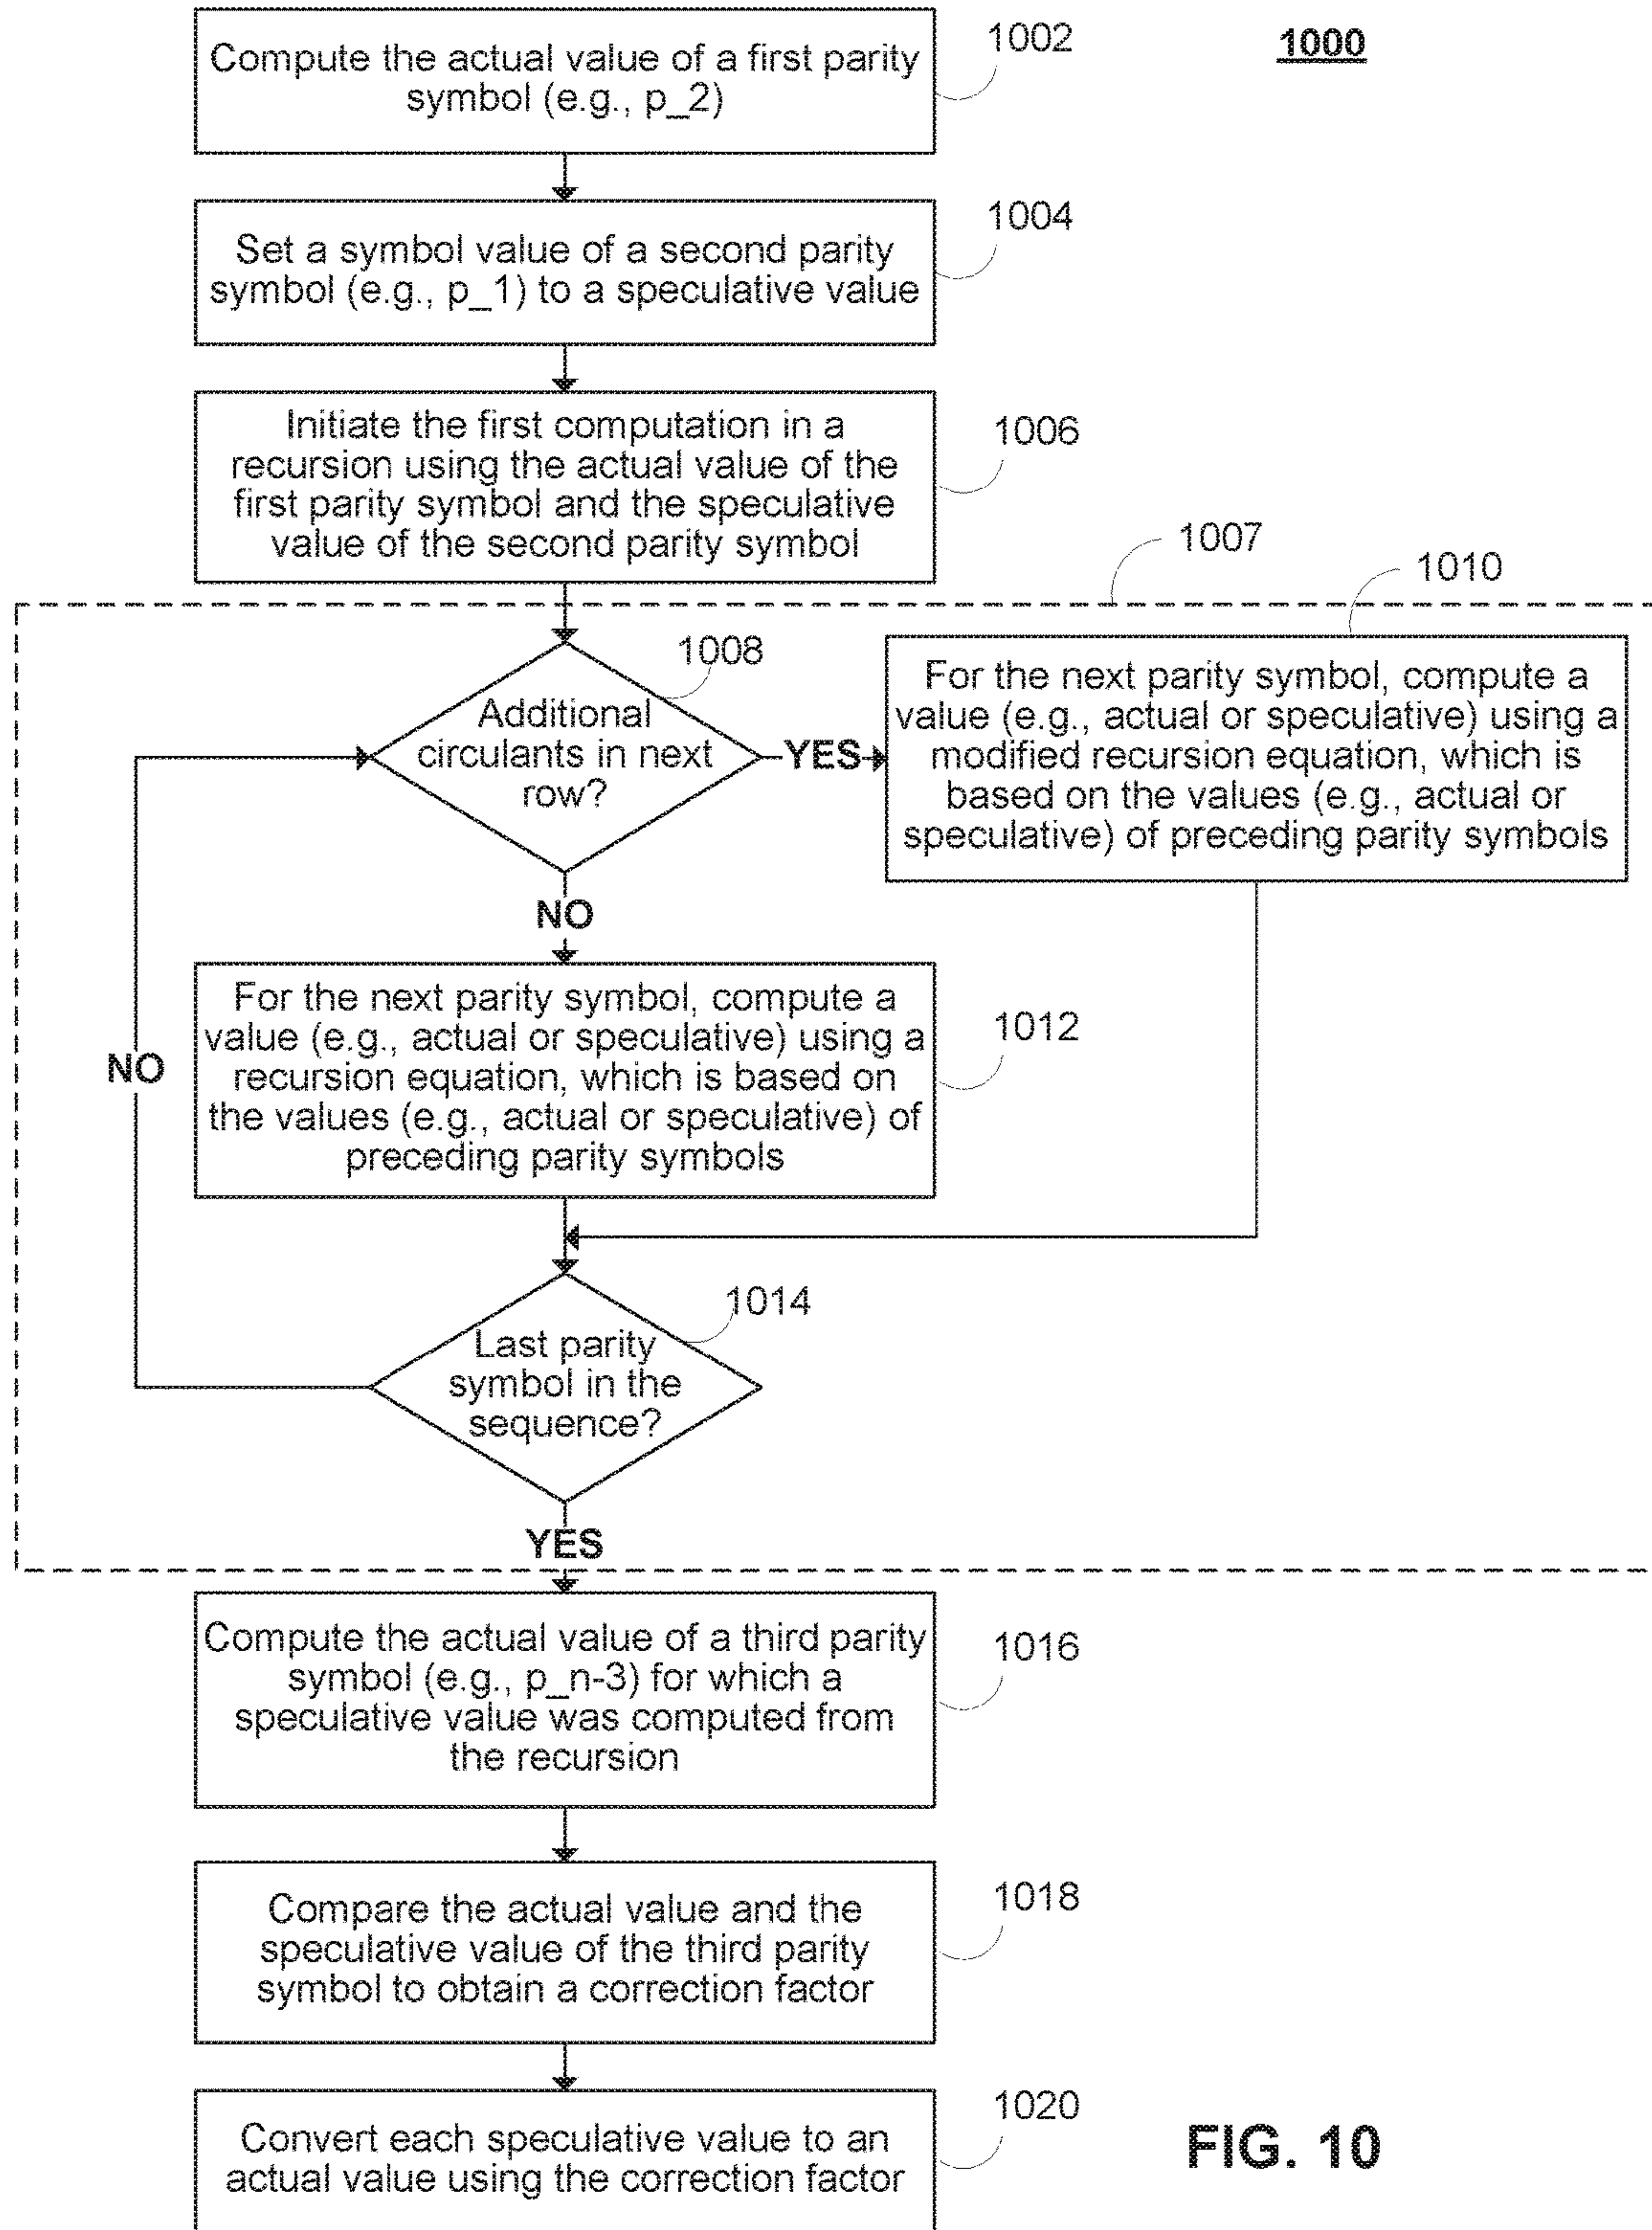 1000
Compute the actual value of a first parity
symbol (e.g., p_2)
1002
Set a symbol value of a second parity
symbol (e.g., p_1) to a speculative value
1004
Initiate the first computation in a
recursion using the actual value of the
first parity symbol and the speculative
value of the second parity symbol
1006
1007
1008
Additional
circulants in next
row?
YES
1010
For the next parity symbol, compute a
value (e.g., actual or speculative) using a
modified recursion equation, which is
based on the values (e.g., actual or
speculative) of preceding parity symbols
NO
For the next parity symbol, compute a
value (e.g., actual or speculative) using a
recursion equation, which is based on
the values (e.g., actual or speculative) of
preceding parity symbols
1012
NO
1014
Last parity
symbol in the
sequence?
YES
Compute the actual value of a third parity
symbol (e.g., p_n-3) for which a
speculative value was computed from
the recursion
1016
Compare the actual value and the
speculative value of the third parity
symbol to obtain a correction factor
1018
Convert each speculative value to an
actual value using the correction factor
1020
FIG. 10